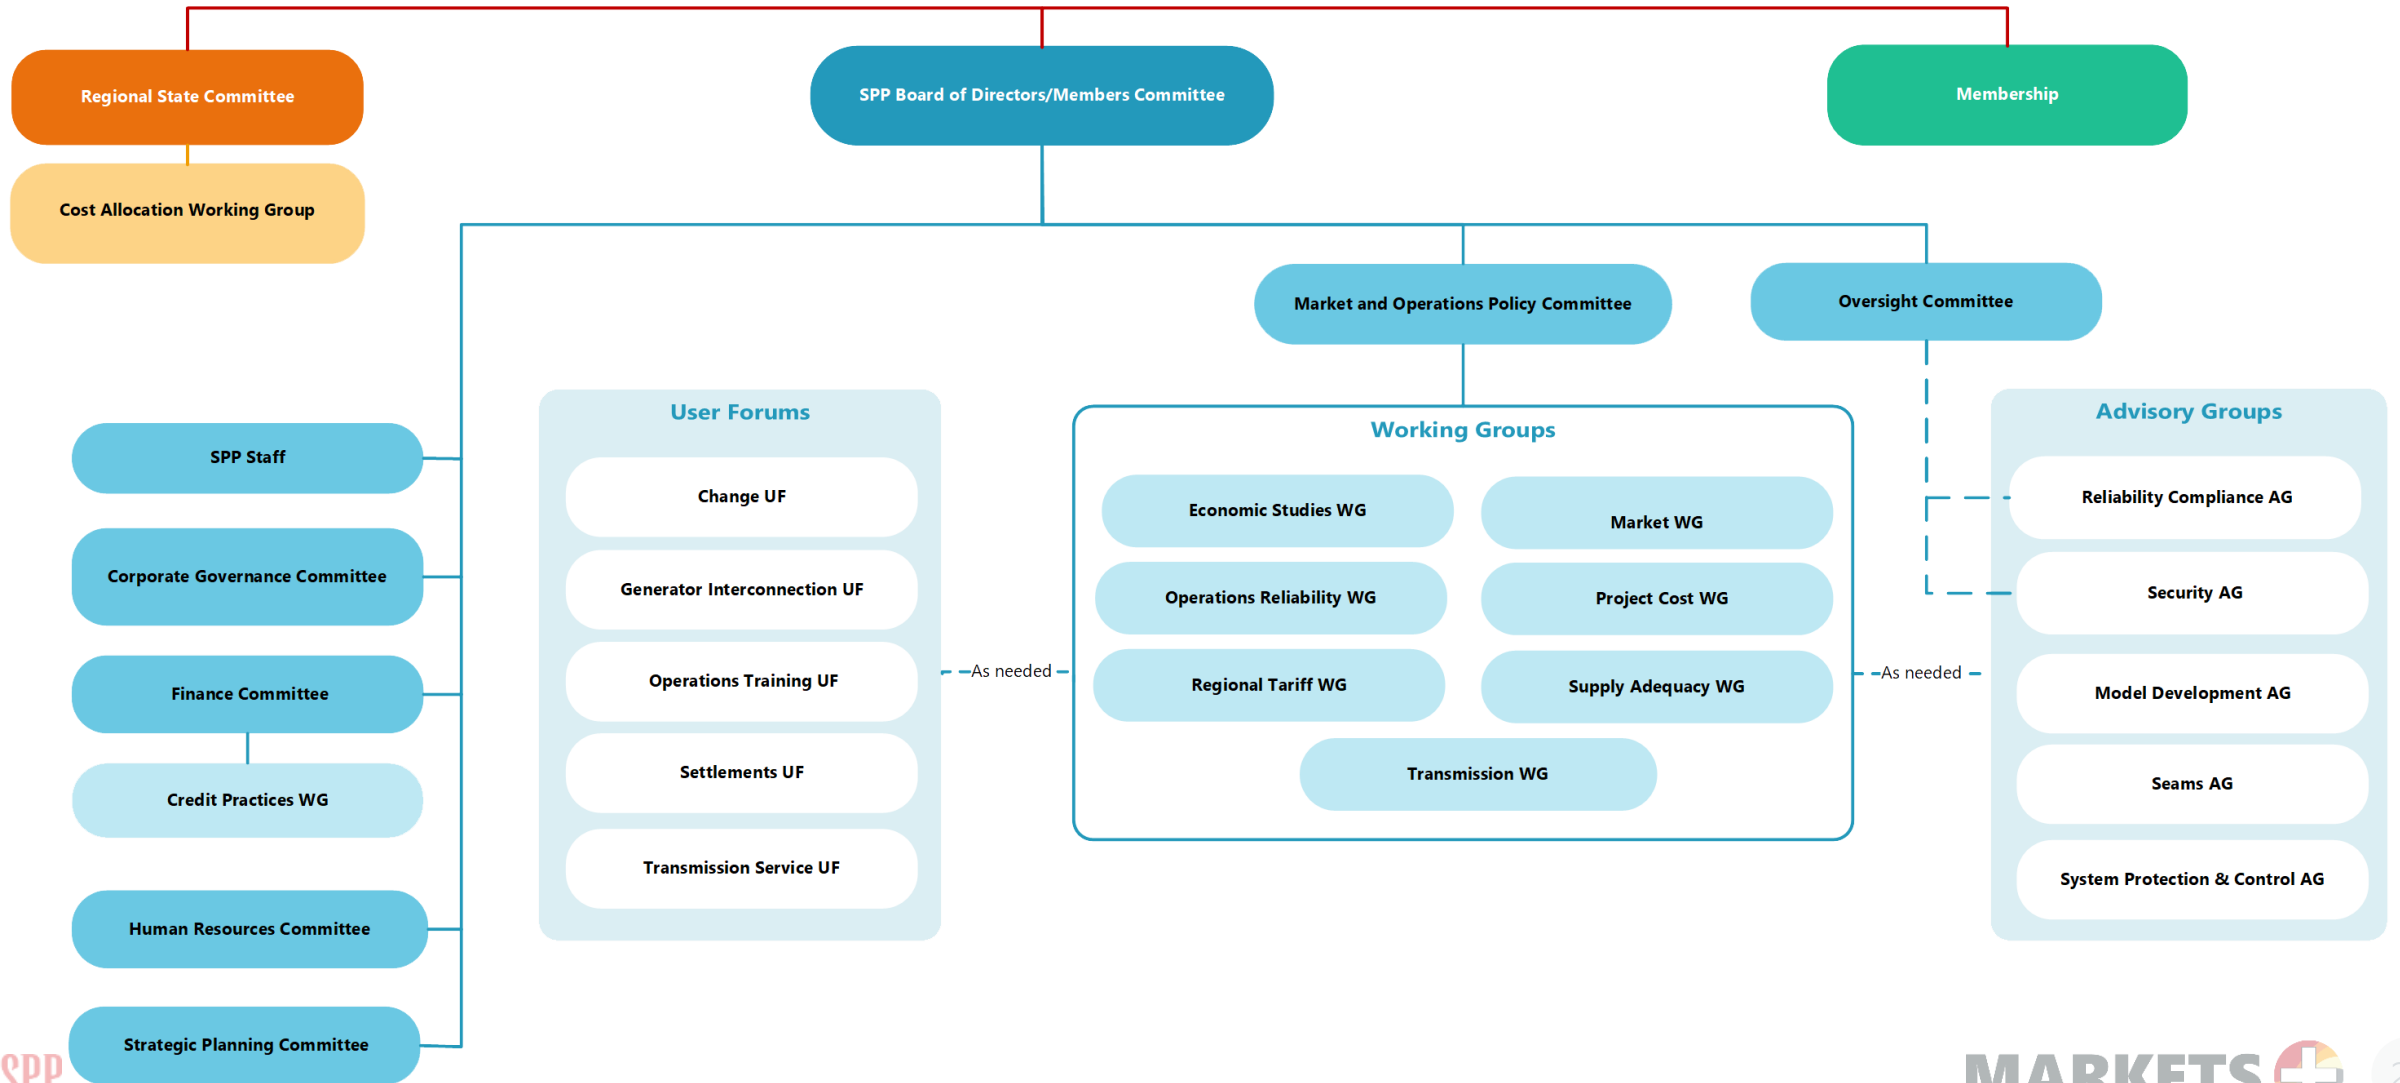 Regional State Committee
SPP Board of Directors/Members Committee
Membership
Cost Allocation Working Group
Market and Operations Policy Committee
Oversight Committee
SPP Staff
Corporate Governance Committee
Finance Committee
Credit Practices WG
Human Resources Committee
Strategic Planning Committee
User Forums
Change UF
Generator Interconnection UF
Operations Training UF
Settlements UF
Transmission Service UF
As needed
Working Groups
Economic Studies WG
Market WG
Operations Reliability WG
Project Cost WG
Regional Tariff WG
Supply Adequacy WG
Transmission WG
As needed
Advisory Groups
Reliability Compliance AG
Security AG
Model Development AG
Seams AG
System Protection & Control AG
SPP
MARKETS+